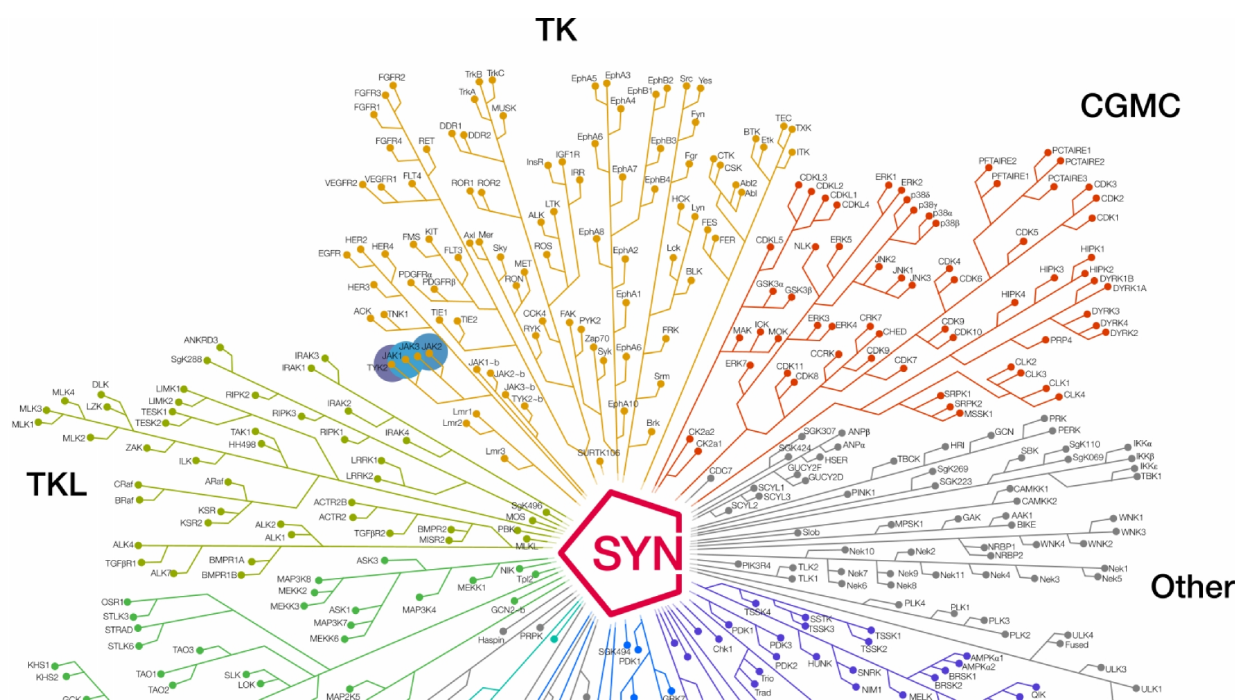 TK
CGMC
TKL
Other
SYN
FGFR2
FGFR3
FGFR1
FGFR4
RET
VEGFR2
VEGFR1
FLT4
TrkB
TrkC
TrkA
MUSK
DDR1
DDR2
ROR1
ROR2
InsR
IGF1R
IRR
LTK
ALK
ROS
EphA5
EphA3
EphA4
EphA6
EphA7
EphA8
EphA2
EphA1
EphA6
EphA10
EphB2
EphB1
EphB3
EphB4
Src
Yes
Fyn
Fgr
HCK
Lyn
Lck
BLK
FRK
Srm
Brk
CTK
CSK
Abl2
Abl
FES
FER
TEC
TXK
BTK
Etk
ITK
HER2
EGFR
HER4
HER3
FMS
KIT
FLT3
PDGFRα
PDGFRβ
Axl
Mer
Sky
MET
RON
ACK
TNK1
TIE1
TIE2
CCK4
RYK
FAK
PYK2
Zap70
Syk
JAK1
JAK3
JAK2
TYK2
JAK1~b
JAK2~b
JAK3~b
TYK2~b
Lmr1
Lmr2
Lmr3
SURTK106
CDKL3
CDKL2
CDKL1
CDKL4
CDKL5
ERK1
ERK2
p38δ
p38γ
p38α
p38β
NLK
ERK5
JNK2
JNK1
JNK3
GSK3α
GSK3β
MAK
ICK
MOK
ERK3
ERK4
ERK7
CRK7
CHED
CCRK
CDK9
CDK7
CDK11
CDK8
CDK9
CDK10
CDK4
CDK6
CDK5
PFTAIRE2
PFTAIRE1
PCTAIRE1
PCTAIRE2
PCTAIRE3
CDK3
CDK2
CDK1
HIPK1
HIPK3
HIPK2
HIPK4
DYRK1B
DYRK1A
DYRK3
DYRK4
DYRK2
PRP4
CLK2
CLK3
CLK1
CLK4
SRPK1
SRPK2
MSSK1
CK2a2
CK2a1
CDC7
ANKRD3
SgK288
IRAK3
IRAK1
IRAK2
IRAK4
DLK
MLK4
LZK
MLK3
MLK1
MLK2
ZAK
LIMK1
LIMK2
TESK1
TESK2
RIPK2
RIPK3
RIPK1
TAK1
HH498
ILK
LRRK1
LRRK2
CRaf
BRaf
ARaf
KSR
KSR2
ACTR2B
ACTR2
TGFβR2
BMPR2
MISR2
ALK2
ALK1
ALK4
TGFβR1
ALK7
BMPR1A
BMPR1B
SgK496
MOS
PBK
MLKL
ASK3
MAP3K8
MEKK2
MEKK3
ASK1
MAP3K7
MEKK6
MAP3K4
MEKK1
NIK
Tpl2
GCN2~b
Haspin
PRPK
OSR1
STLK3
STRAD
STLK6
TAO3
TAO1
TAO2
SLK
LOK
KHS1
KHS2
GCK
MAP2K5
SGK307
ANPβ
SGK424
ANPα
HSER
GUCY2F
GUCY2D
SCYL1
SCYL3
SCYL2
PINK1
TBCK
HRI
GCN
PRK
PERK
SgK269
SGK223
SBK
SgK110
SgK069
IKKα
IKKβ
IKKε
TBK1
CAMKK1
CAMKK2
Slob
MPSK1
GAK
AAK1
BIKE
NRBP1
NRBP2
WNK1
WNK3
WNK4
WNK2
PIK3R4
TLK2
TLK1
Nek10
Nek2
Nek7
Nek6
Nek9
Nek8
Nek11
Nek4
Nek3
Nek1
Nek5
PLK4
PLK1
PLK3
PLK2
ULK4
Fused
ULK3
ULK1
TSSK4
SSTK
TSSK3
TSSK1
TSSK2
PDK1
Chk1
PDK3
PDK2
Trio
Trad
HUNK
SNRK
NIM1
MELK
AMPKα1
AMPKα2
BRSK1
BRSK2
QIK
SGK494
PDK1